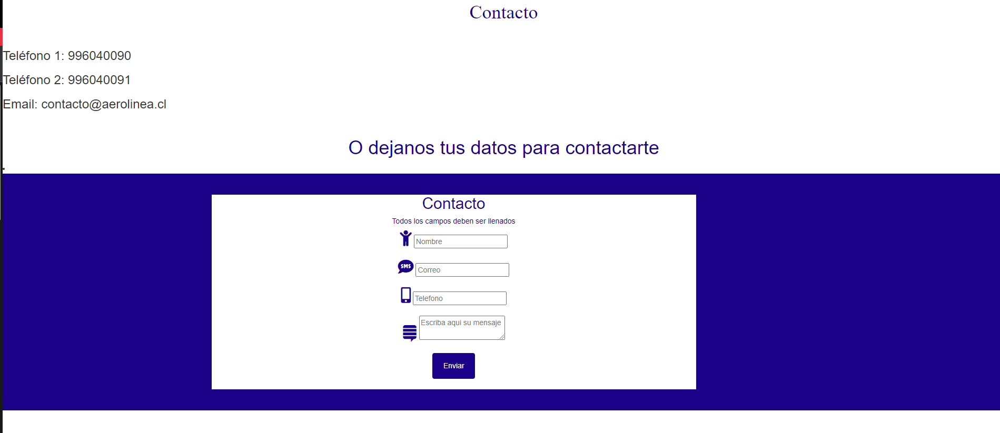 Contacto
Teléfono 1: 996040090
Teléfono 2: 996040091
Email: contacto@aerolinea.cl
O dejanos tus datos para contactarte
Contacto
Todos los campos deben ser llenados
Nombre
SMS
Correo
Telefono
Escriba aqui su mensaje
Enviar